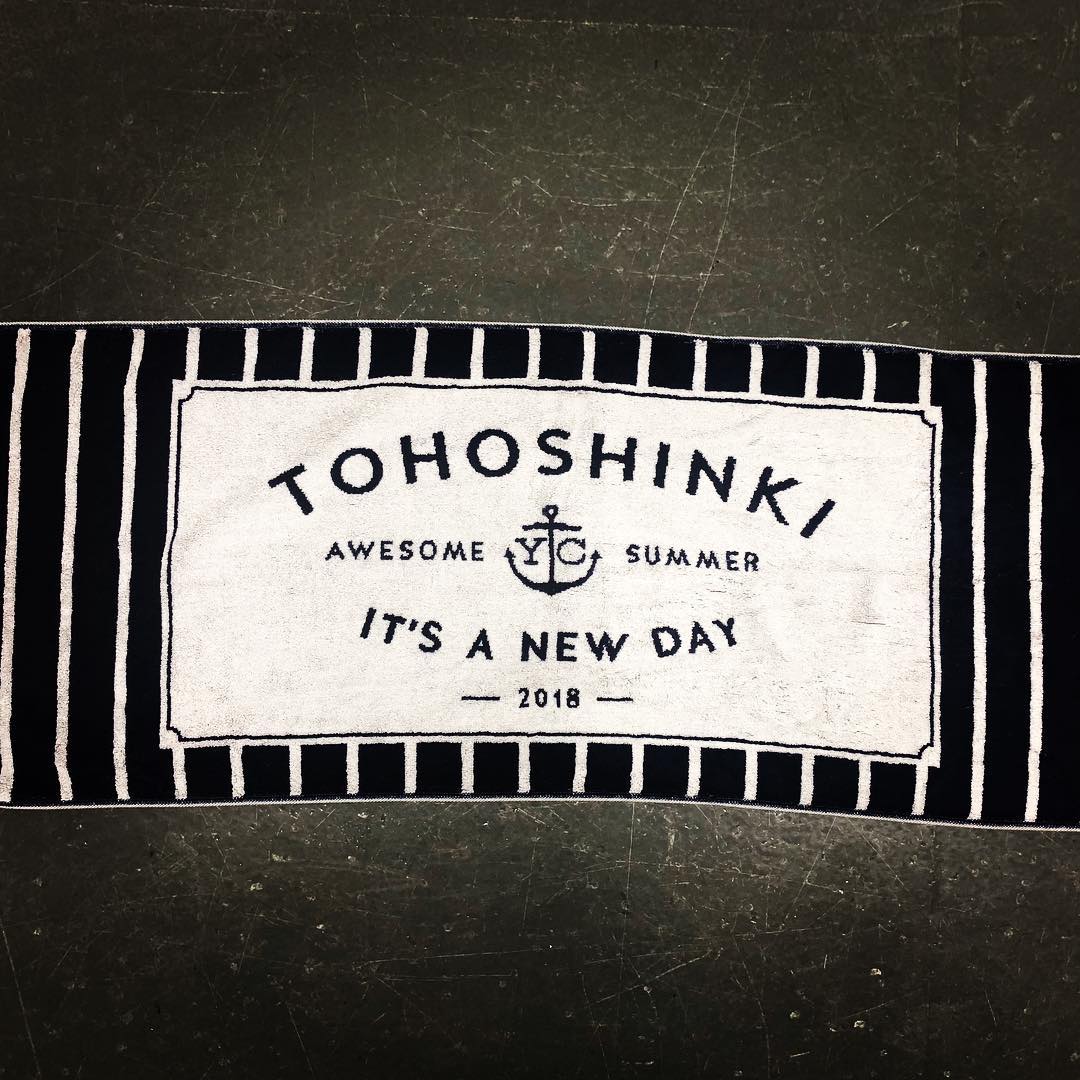 TOHOSHINKI
AWESOME YC SUMMER
IT'S A NEW DAY
— 2018 —